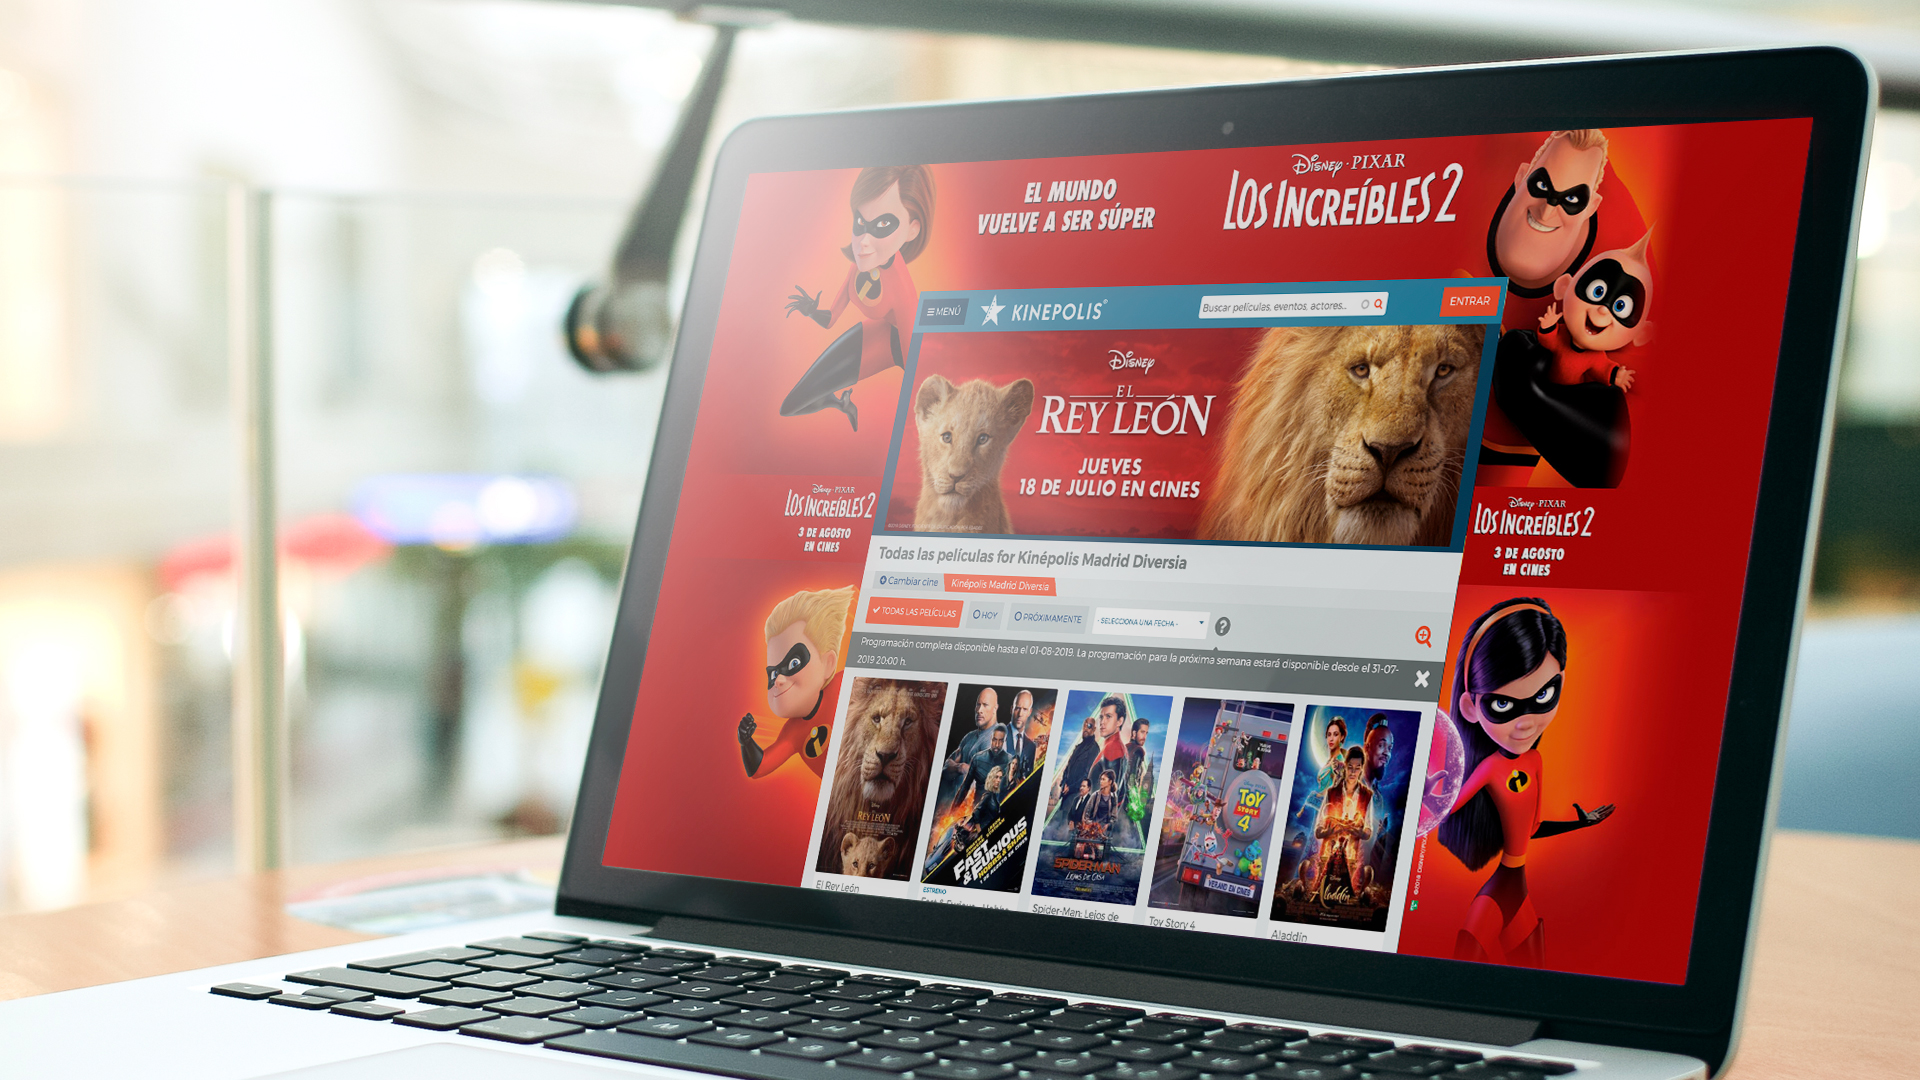 EL MUNDO
VUELVE A SER SÚPER
Disney · PIXAR
LOS INCREÍBLES 2
MENÚ
KINEPOLIS
Buscar películas, eventos, actores...
ENTRAR
Disney
EL
REY LEÓN
JUEVES
18 DE JULIO EN CINES
Disney · PIXAR
LOS INCREÍBLES 2
3 DE AGOSTO
EN CINES
Disney · PIXAR
LOS INCREÍBLES 2
3 DE AGOSTO
EN CINES
Todas las películas for Kinépolis Madrid Diversia
Cambiar cine
Kinépolis Madrid Diversia
TODAS LAS PELÍCULAS
HOY
PRÓXIMAMENTE
- SELECCIONA UNA FECHA -
?
Programación completa disponible hasta el 01-08-2019. La programación para la próxima semana estará disponible desde el 31-07-
2019 20:00 h.
REY LEÓN
FAST
& FURIOUS
HOBBS & SHAW
SPIDER-MAN
LEJOS DE CASA
TOY
STORY
4
VERANO EN CINES
Disney
Aladdín
El Rey León
ESTRENO
Fast & Furious: Hobbs
Spider-Man: Lejos de
Toy Story 4
Aladdín